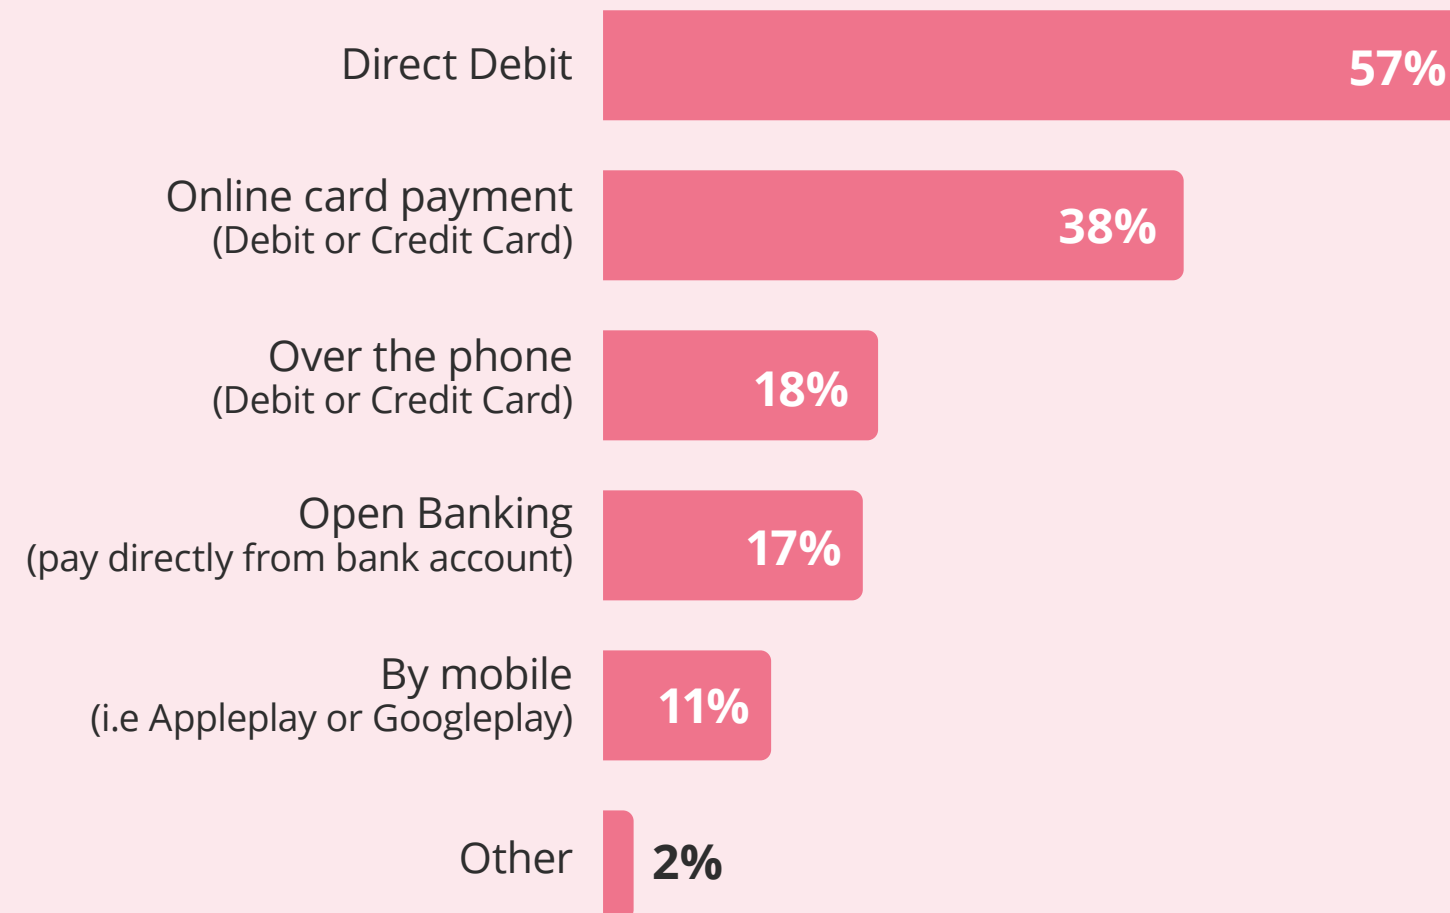 Direct Debit
57%
Online card payment
(Debit or Credit Card)
38%
Over the phone
(Debit or Credit Card)
18%
Open Banking
(pay directly from bank account)
17%
By mobile
(i.e Appleplay or Googleplay)
11%
Other
2%